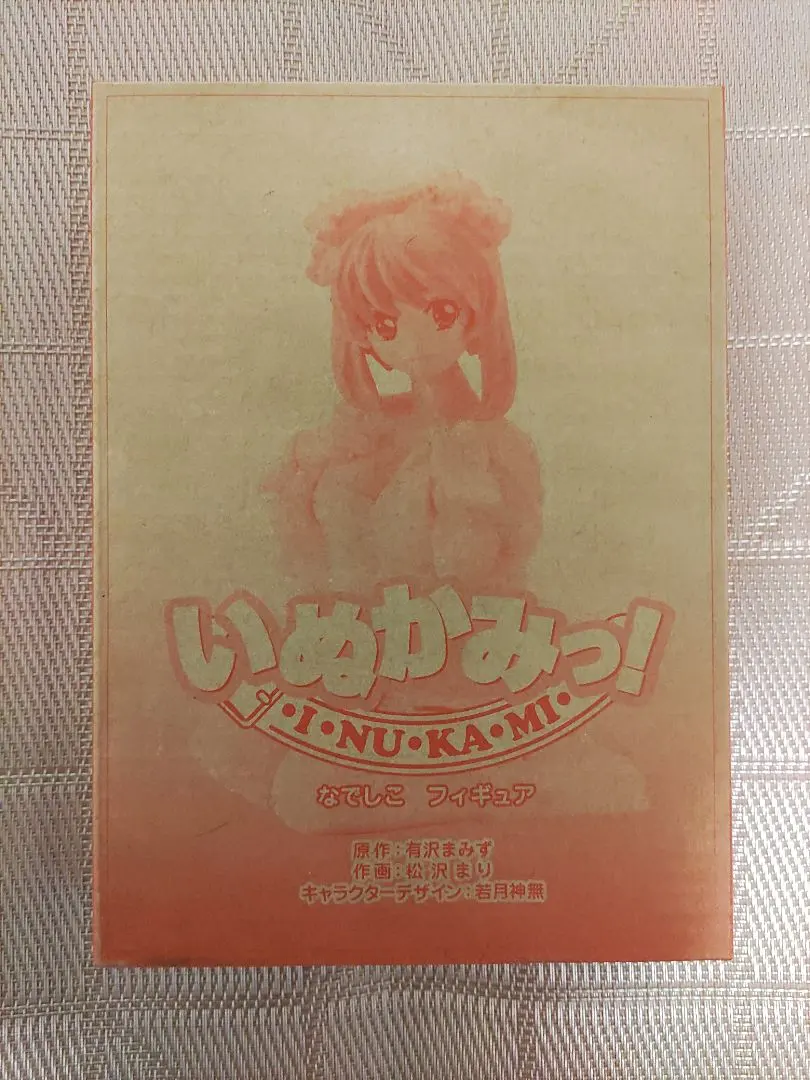 いぬかみっ!
・I・NU・KA・MI・
なでしこ フィギュア
原作:有沢まみず
作画:松沢まり
キャラクターデザイン:若月神無